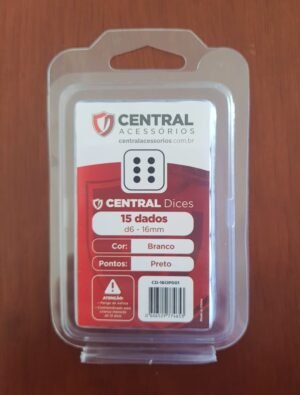 CENTRAL
ACESSÓRIOS
centralacessorios.com.br
CENTRAL Dices
15 dados
d6 - 16mm
Cor: Branco
Pontos: Preto
ATENÇÃO